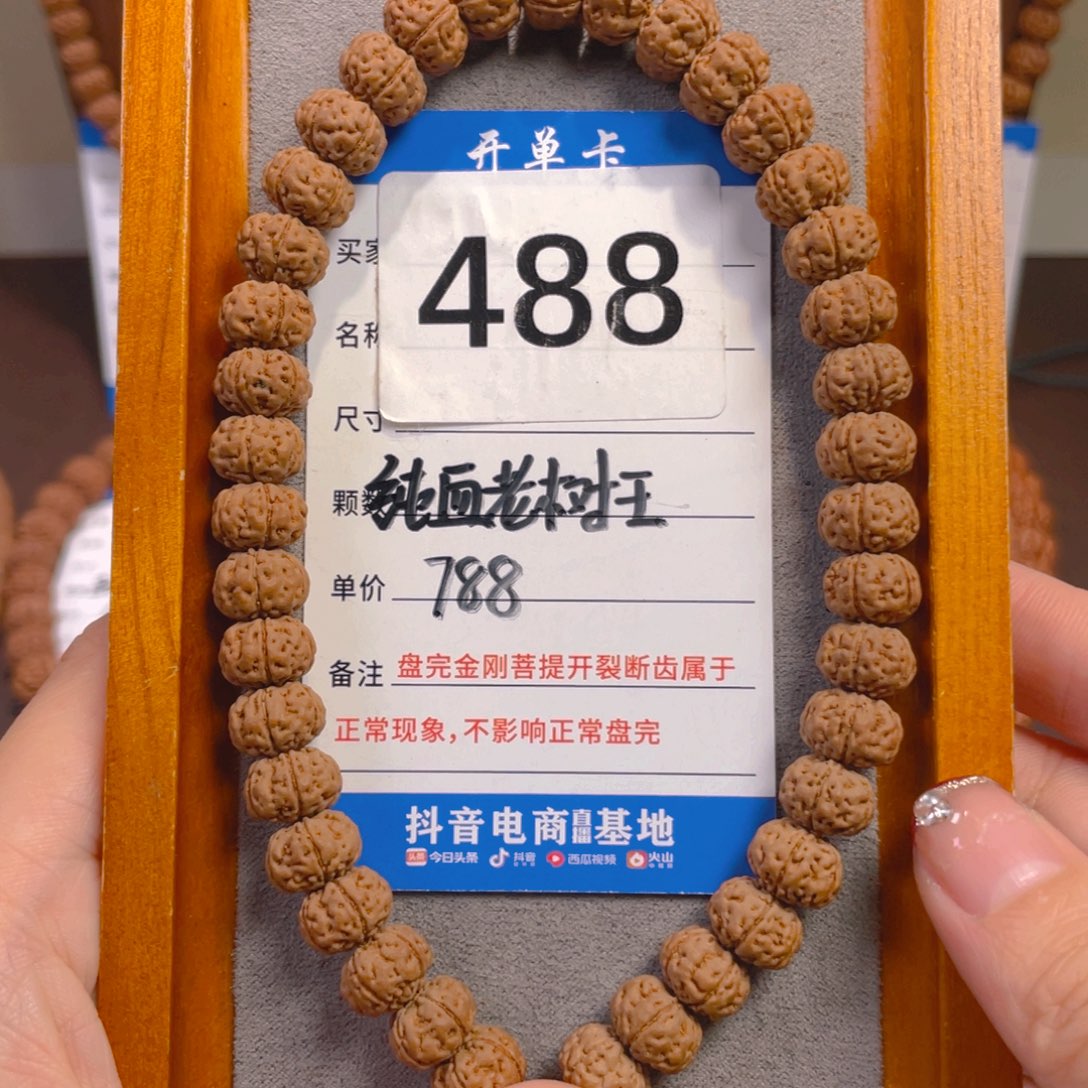 开单卡
买家
488
名称
尺寸
颗数 纯血老树王
单价 788
备注 盘完金刚菩提开裂断齿属于
正常现象,不影响正常盘完
抖音电商直播基地
头条 今日头条 抖音 西瓜视频 火山